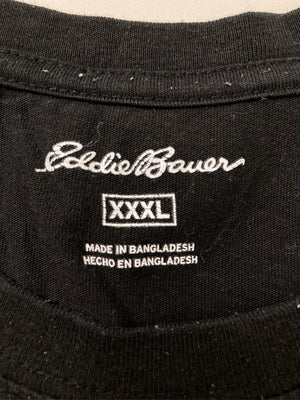 Eddie Bauer
XXXL
MADE IN BANGLADESH
HECHO EN BANGLADESH